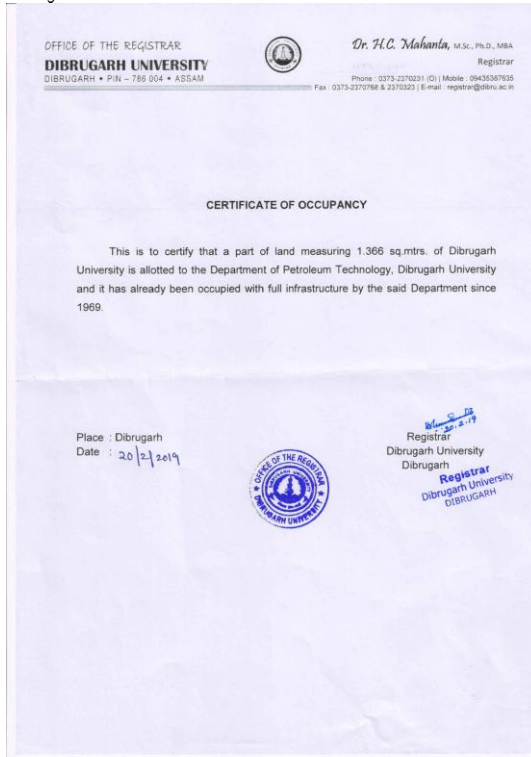 OFFICE OF THE REGISTRAR
DIBRUGARH UNIVERSITY
DIBRUGARH • PIN – 786 004 • ASSAM
Dr. H.C. Mahanta, M.Sc., Ph.D., MBA
Registrar
Phone : 0373-2370231 (O) | Mobile : 09435387635
Fax : 0373-2370768 & 2370323 | E-mail : registrar@dibru.ac.in
CERTIFICATE OF OCCUPANCY
This is to certify that a part of land measuring 1.366 sq.mtrs. of Dibrugarh
University is allotted to the Department of Petroleum Technology, Dibrugarh University
and it has already been occupied with full infrastructure by the said Department since
1969.
Place : Dibrugarh
Date : 20/2/2019
20.2.19
Registrar
Dibrugarh University
Dibrugarh
Registrar
Dibrugarh University
DIBRUGARH
OFFICE OF THE REGISTRAR
DIBRUGARH UNIVERSITY